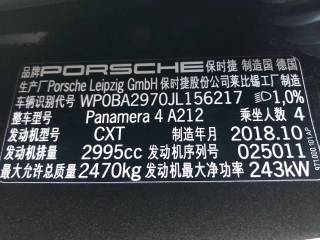 品牌 PORSCHE 保时捷 制造国 德国
生产厂 Porsche Leipzig GmbH 保时捷股份公司莱比锡工厂制造
车辆识别代号 WP0BA2970JL156217 1,0%
整车型号 Panamera 4 A212 乘坐人数 4
发动机型号 CXT 制造年月 2018.10
发动机排量 2995cc 发动机序列号 025011
最大允许总质量 2470kg 发动机最大净功率 243kW